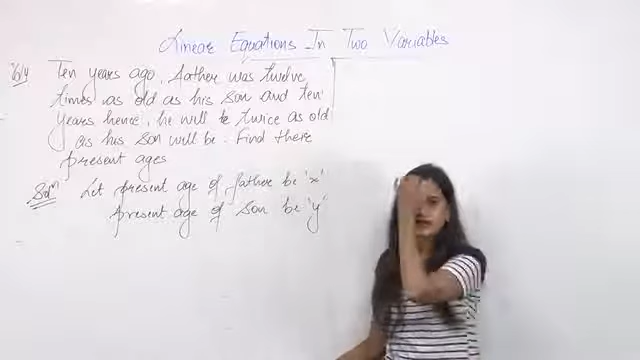 Linear Equations In Two Variables
Ten years ago, father was twelve
times as old as his son and ten
years hence, he will be twice as old
as his son will be. Find there
present ages
Soln Let present age of father be 'x'
present age of son be 'y'